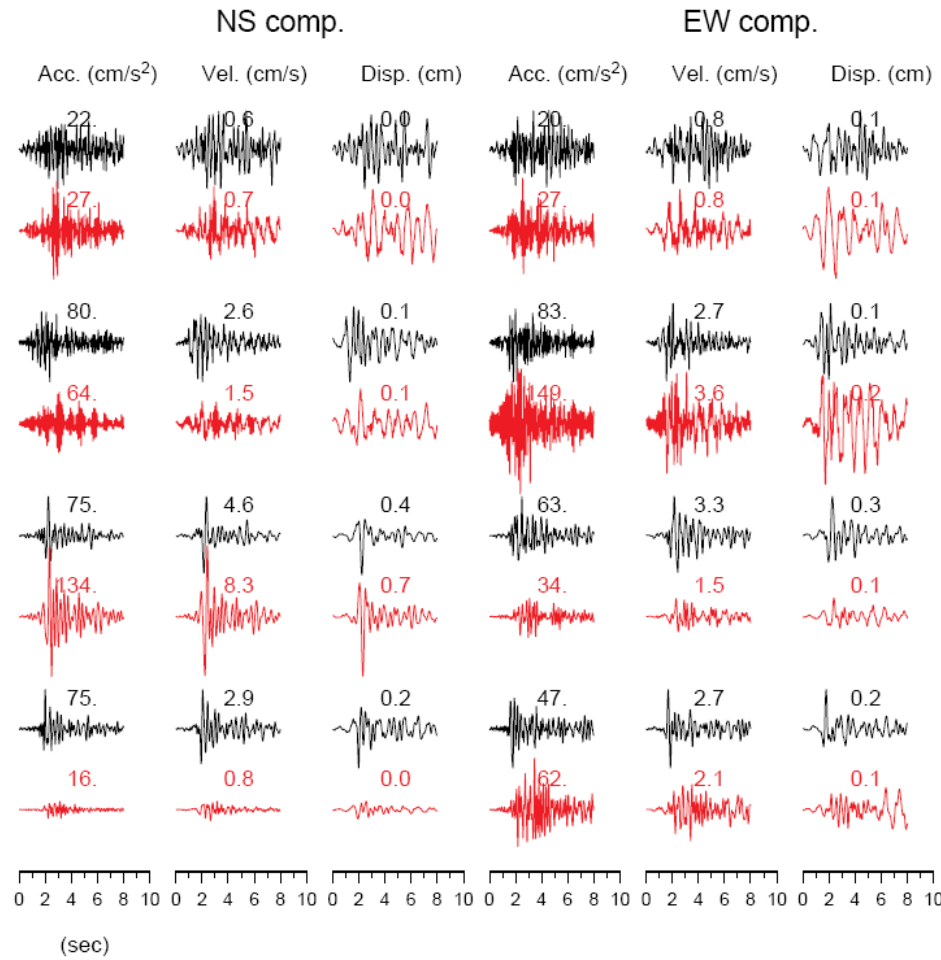 NS comp. EW comp.
Acc. (cm/s²) Vel. (cm/s) Disp. (cm) Acc. (cm/s²) Vel. (cm/s) Disp. (cm)
22. 0.6 0.0 20. 0.8 0.1
27. 0.7 0.0 27. 0.8 0.1
80. 2.6 0.1 83. 2.7 0.1
64. 1.5 0.1 149. 3.6 0.2
75. 4.6 0.4 63. 3.3 0.3
134. 8.3 0.7 34. 1.5 0.1
75. 2.9 0.2 47. 2.7 0.2
16. 0.8 0.0 62. 2.1 0.1
0 2 4 6 8 10 0 2 4 6 8 10 0 2 4 6 8 10 0 2 4 6 8 10 0 2 4 6 8 10 0 2 4 6 8 10
(sec)